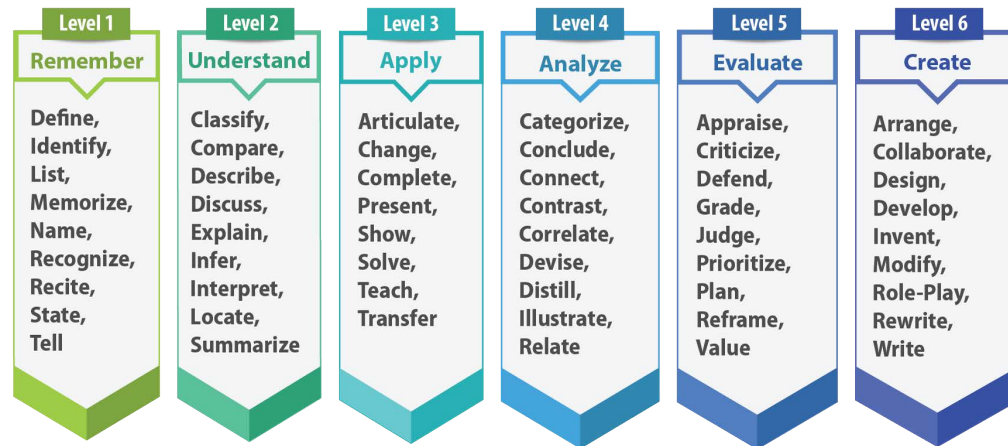 Level 1
Remember
Define,
Identify,
List,
Memorize,
Name,
Recognize,
Recite,
State,
Tell
Level 2
Understand
Classify,
Compare,
Describe,
Discuss,
Explain,
Infer,
Interpret,
Locate,
Summarize
Level 3
Apply
Articulate,
Change,
Complete,
Present,
Show,
Solve,
Teach,
Transfer
Level 4
Analyze
Categorize,
Conclude,
Connect,
Contrast,
Correlate,
Devise,
Distill,
Illustrate,
Relate
Level 5
Evaluate
Appraise,
Criticize,
Defend,
Grade,
Judge,
Prioritize,
Plan,
Reframe,
Value
Level 6
Create
Arrange,
Collaborate,
Design,
Develop,
Invent,
Modify,
Role-Play,
Rewrite,
Write